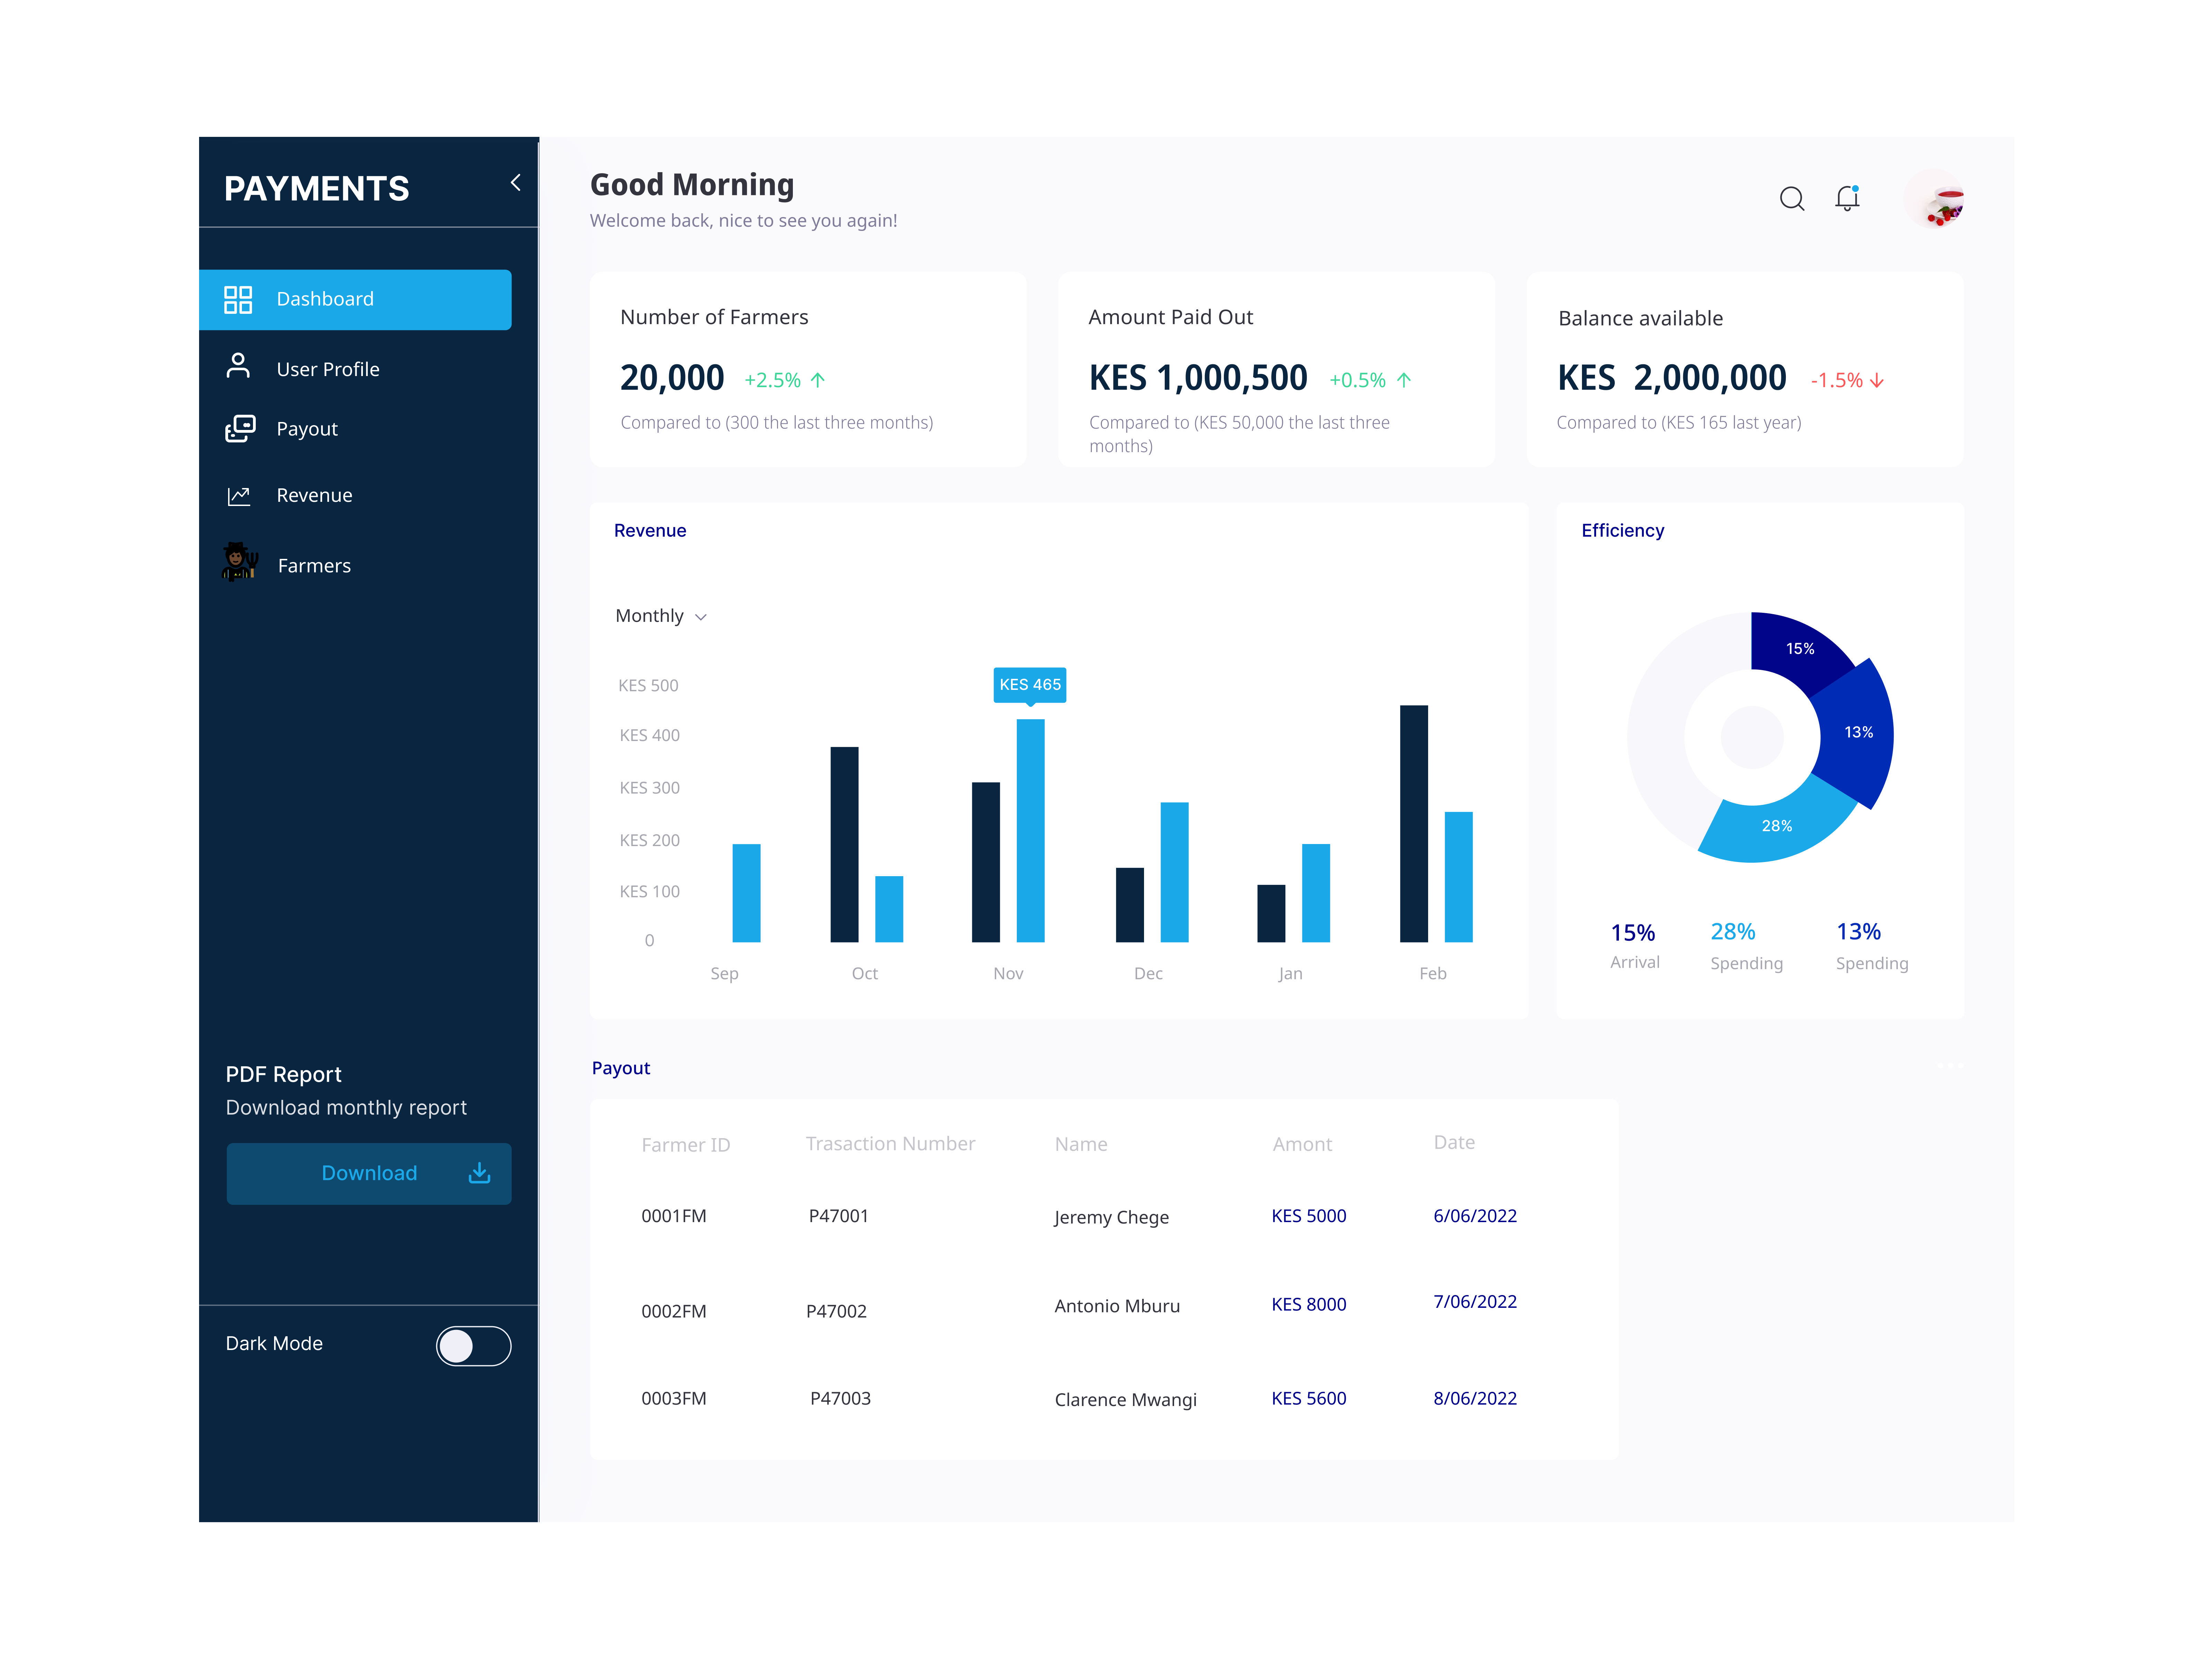 PAYMENTS
Dashboard
User Profile
Payout
Revenue
Farmers
PDF Report
Download monthly report
Download
Dark Mode
Good Morning
Welcome back, nice to see you again!
Number of Farmers
20,000 +2.5%
Compared to (300 the last three months)
Amount Paid Out
KES 1,000,500 +0.5%
Compared to (KES 50,000 the last three
months)
Balance available
KES 2,000,000 -1.5%
Compared to (KES 165 last year)
Revenue
Monthly
KES 500
KES 400
KES 300
KES 200
KES 100
0
KES 465
Sep Oct Nov Dec Jan Feb
Efficiency
15%
13%
28%
15% 28% 13%
Arrival Spending Spending
Payout
Farmer ID Trasaction Number Name Amont Date
0001FM P47001 Jeremy Chege KES 5000 6/06/2022
0002FM P47002 Antonio Mburu KES 8000 7/06/2022
0003FM P47003 Clarence Mwangi KES 5600 8/06/2022